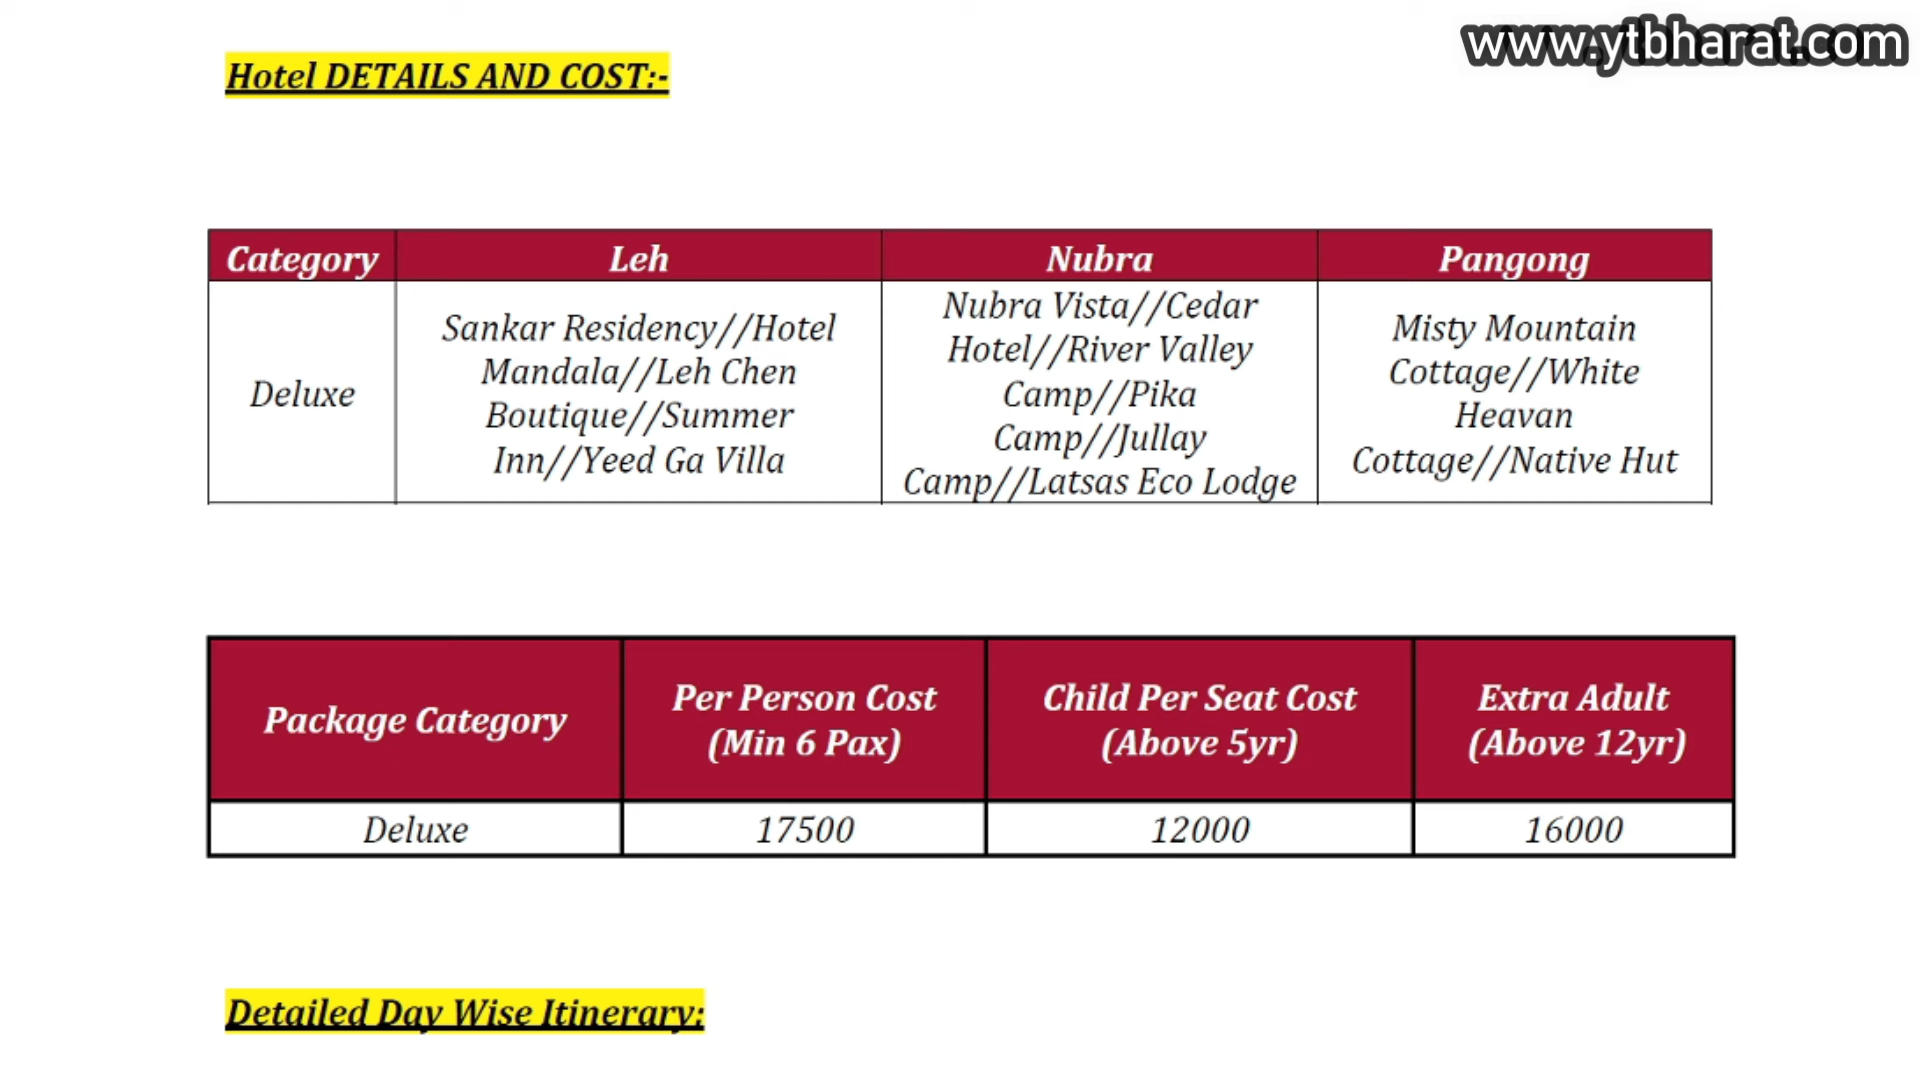 www.ytbharat.com
Hotel DETAILS AND COST:-
Category Leh Nubra Pangong
Deluxe
Sankar Residency//Hotel
Mandala//Leh Chen
Boutique//Summer
Inn//Yeed Ga Villa
Nubra Vista//Cedar
Hotel//River Valley
Camp//Pika
Camp//Jullay
Camp//Latsas Eco Lodge
Misty Mountain
Cottage//White
Heavan
Cottage//Native Hut
Package Category
Per Person Cost
(Min 6 Pax)
Child Per Seat Cost
(Above 5yr)
Extra Adult
(Above 12yr)
Deluxe 17500 12000 16000
Detailed Day Wise Itinerary: